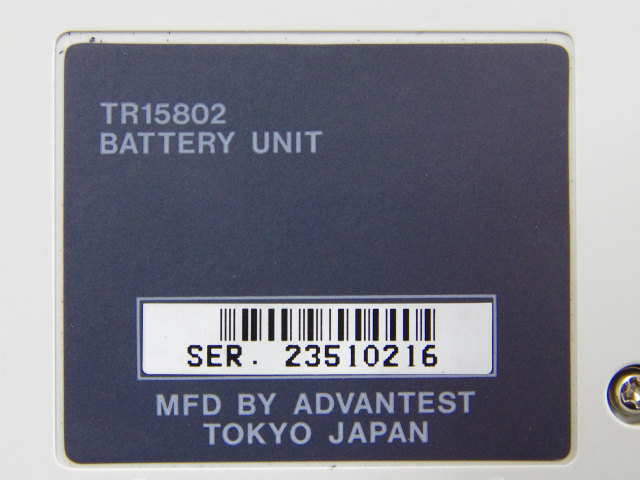 TR15802
BATTERY UNIT
SER. 23510216
MFD BY ADVANTEST
TOKYO JAPAN